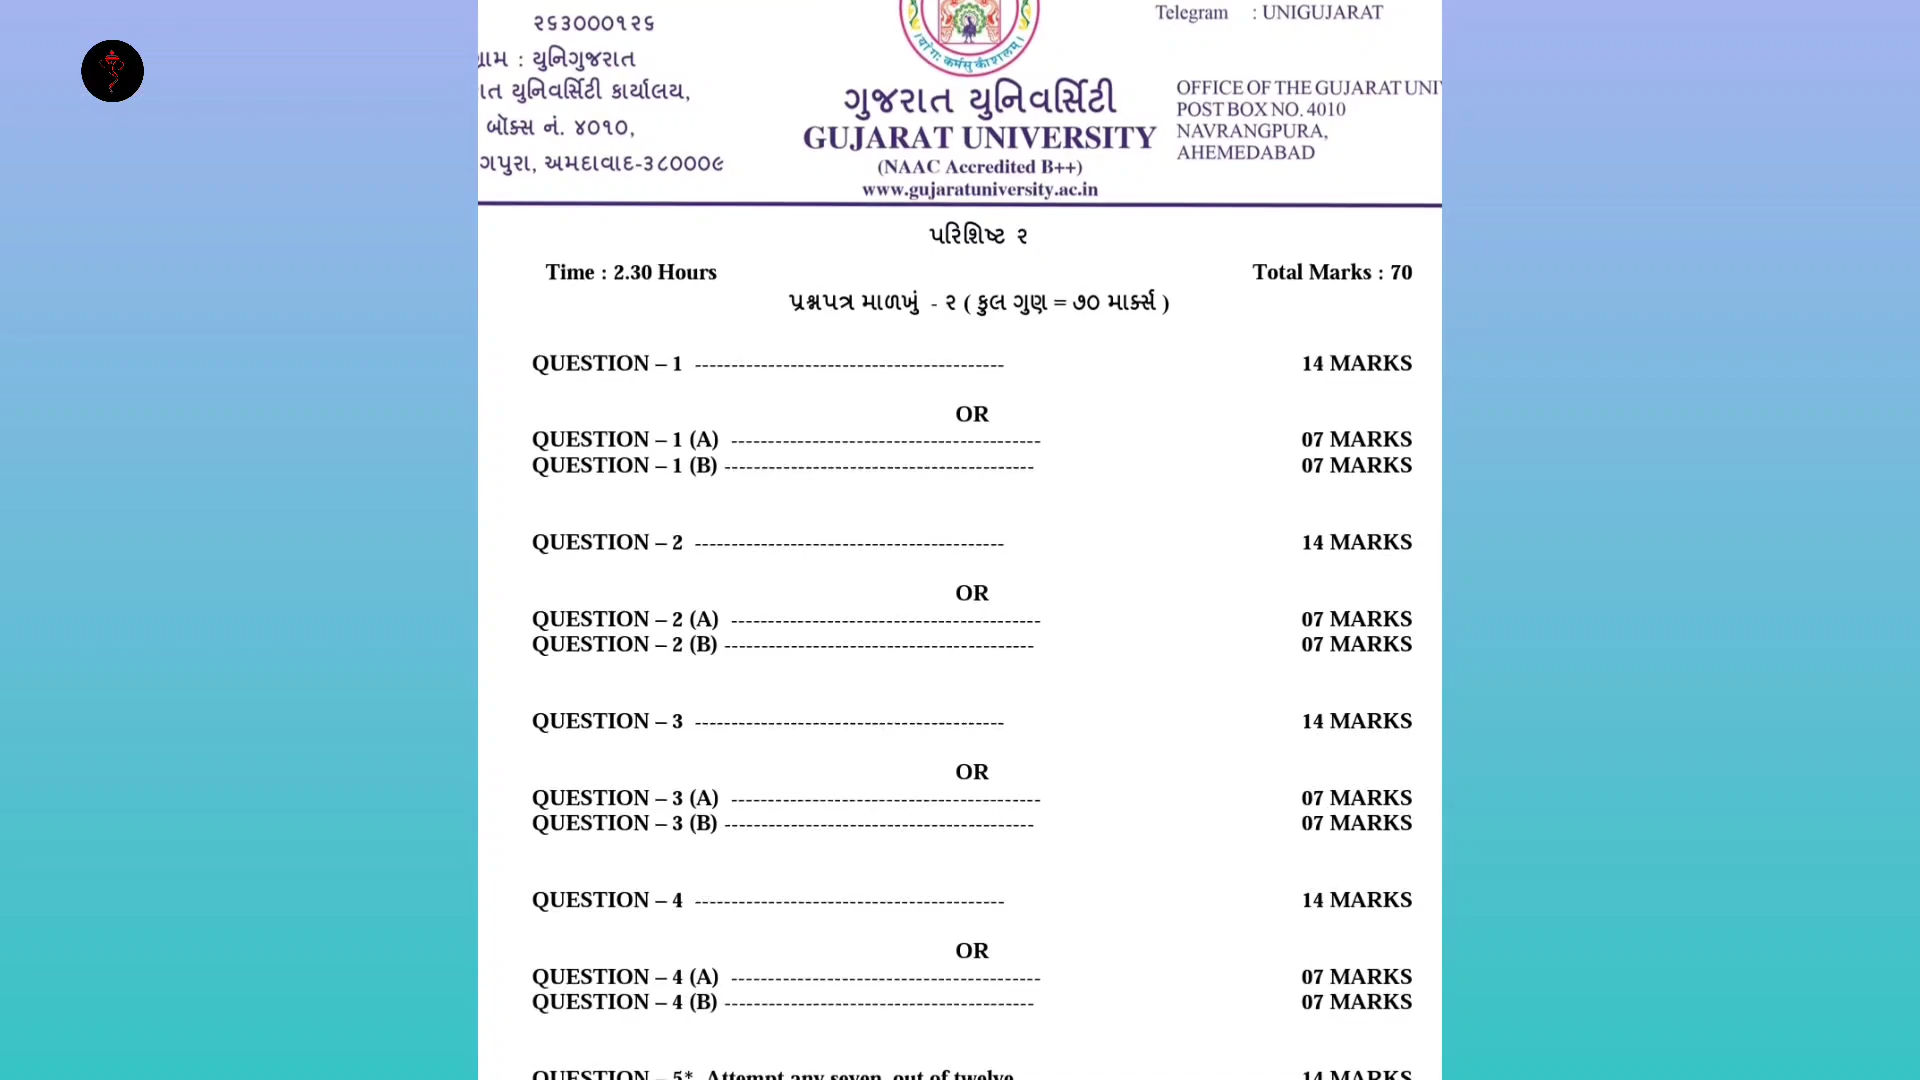 ૨૬૩૦૦૦૧૨૬
ગ્રામ : યુનિગુજરાત
ાત યુનિવર્સિટી કાર્યાલય,
બૉક્સ નં. ૪૦૧૦,
ગપુરા, અમદાવાદ-૩૮૦૦૦૯
।योगः कर्मसु कौशलम्।
ગુજરાત યુનિવર્સિટી
GUJARAT UNIVERSITY
(NAAC Accredited B++)
www.gujaratuniversity.ac.in
Telegram : UNIGUJARAT
OFFICE OF THE GUJARAT UNI
POST BOX NO. 4010
NAVRANGPURA,
AHEMEDABAD
પરિશિષ્ટ ૨
Time : 2.30 Hours Total Marks : 70
પ્રશ્નપત્ર માળખું - ૨ ( કુલ ગુણ = ૭૦ માર્ક્સ )
QUESTION – 1 ------------------------------------------ 14 MARKS
OR
QUESTION – 1 (A) ------------------------------------------ 07 MARKS
QUESTION – 1 (B) ------------------------------------------ 07 MARKS
QUESTION – 2 ------------------------------------------ 14 MARKS
OR
QUESTION – 2 (A) ------------------------------------------ 07 MARKS
QUESTION – 2 (B) ------------------------------------------ 07 MARKS
QUESTION – 3 ------------------------------------------ 14 MARKS
OR
QUESTION – 3 (A) ------------------------------------------ 07 MARKS
QUESTION – 3 (B) ------------------------------------------ 07 MARKS
QUESTION – 4 ------------------------------------------ 14 MARKS
OR
QUESTION – 4 (A) ------------------------------------------ 07 MARKS
QUESTION – 4 (B) ------------------------------------------ 07 MARKS
QUESTION – 5* Attempt any seven out of twelve 14 MARKS